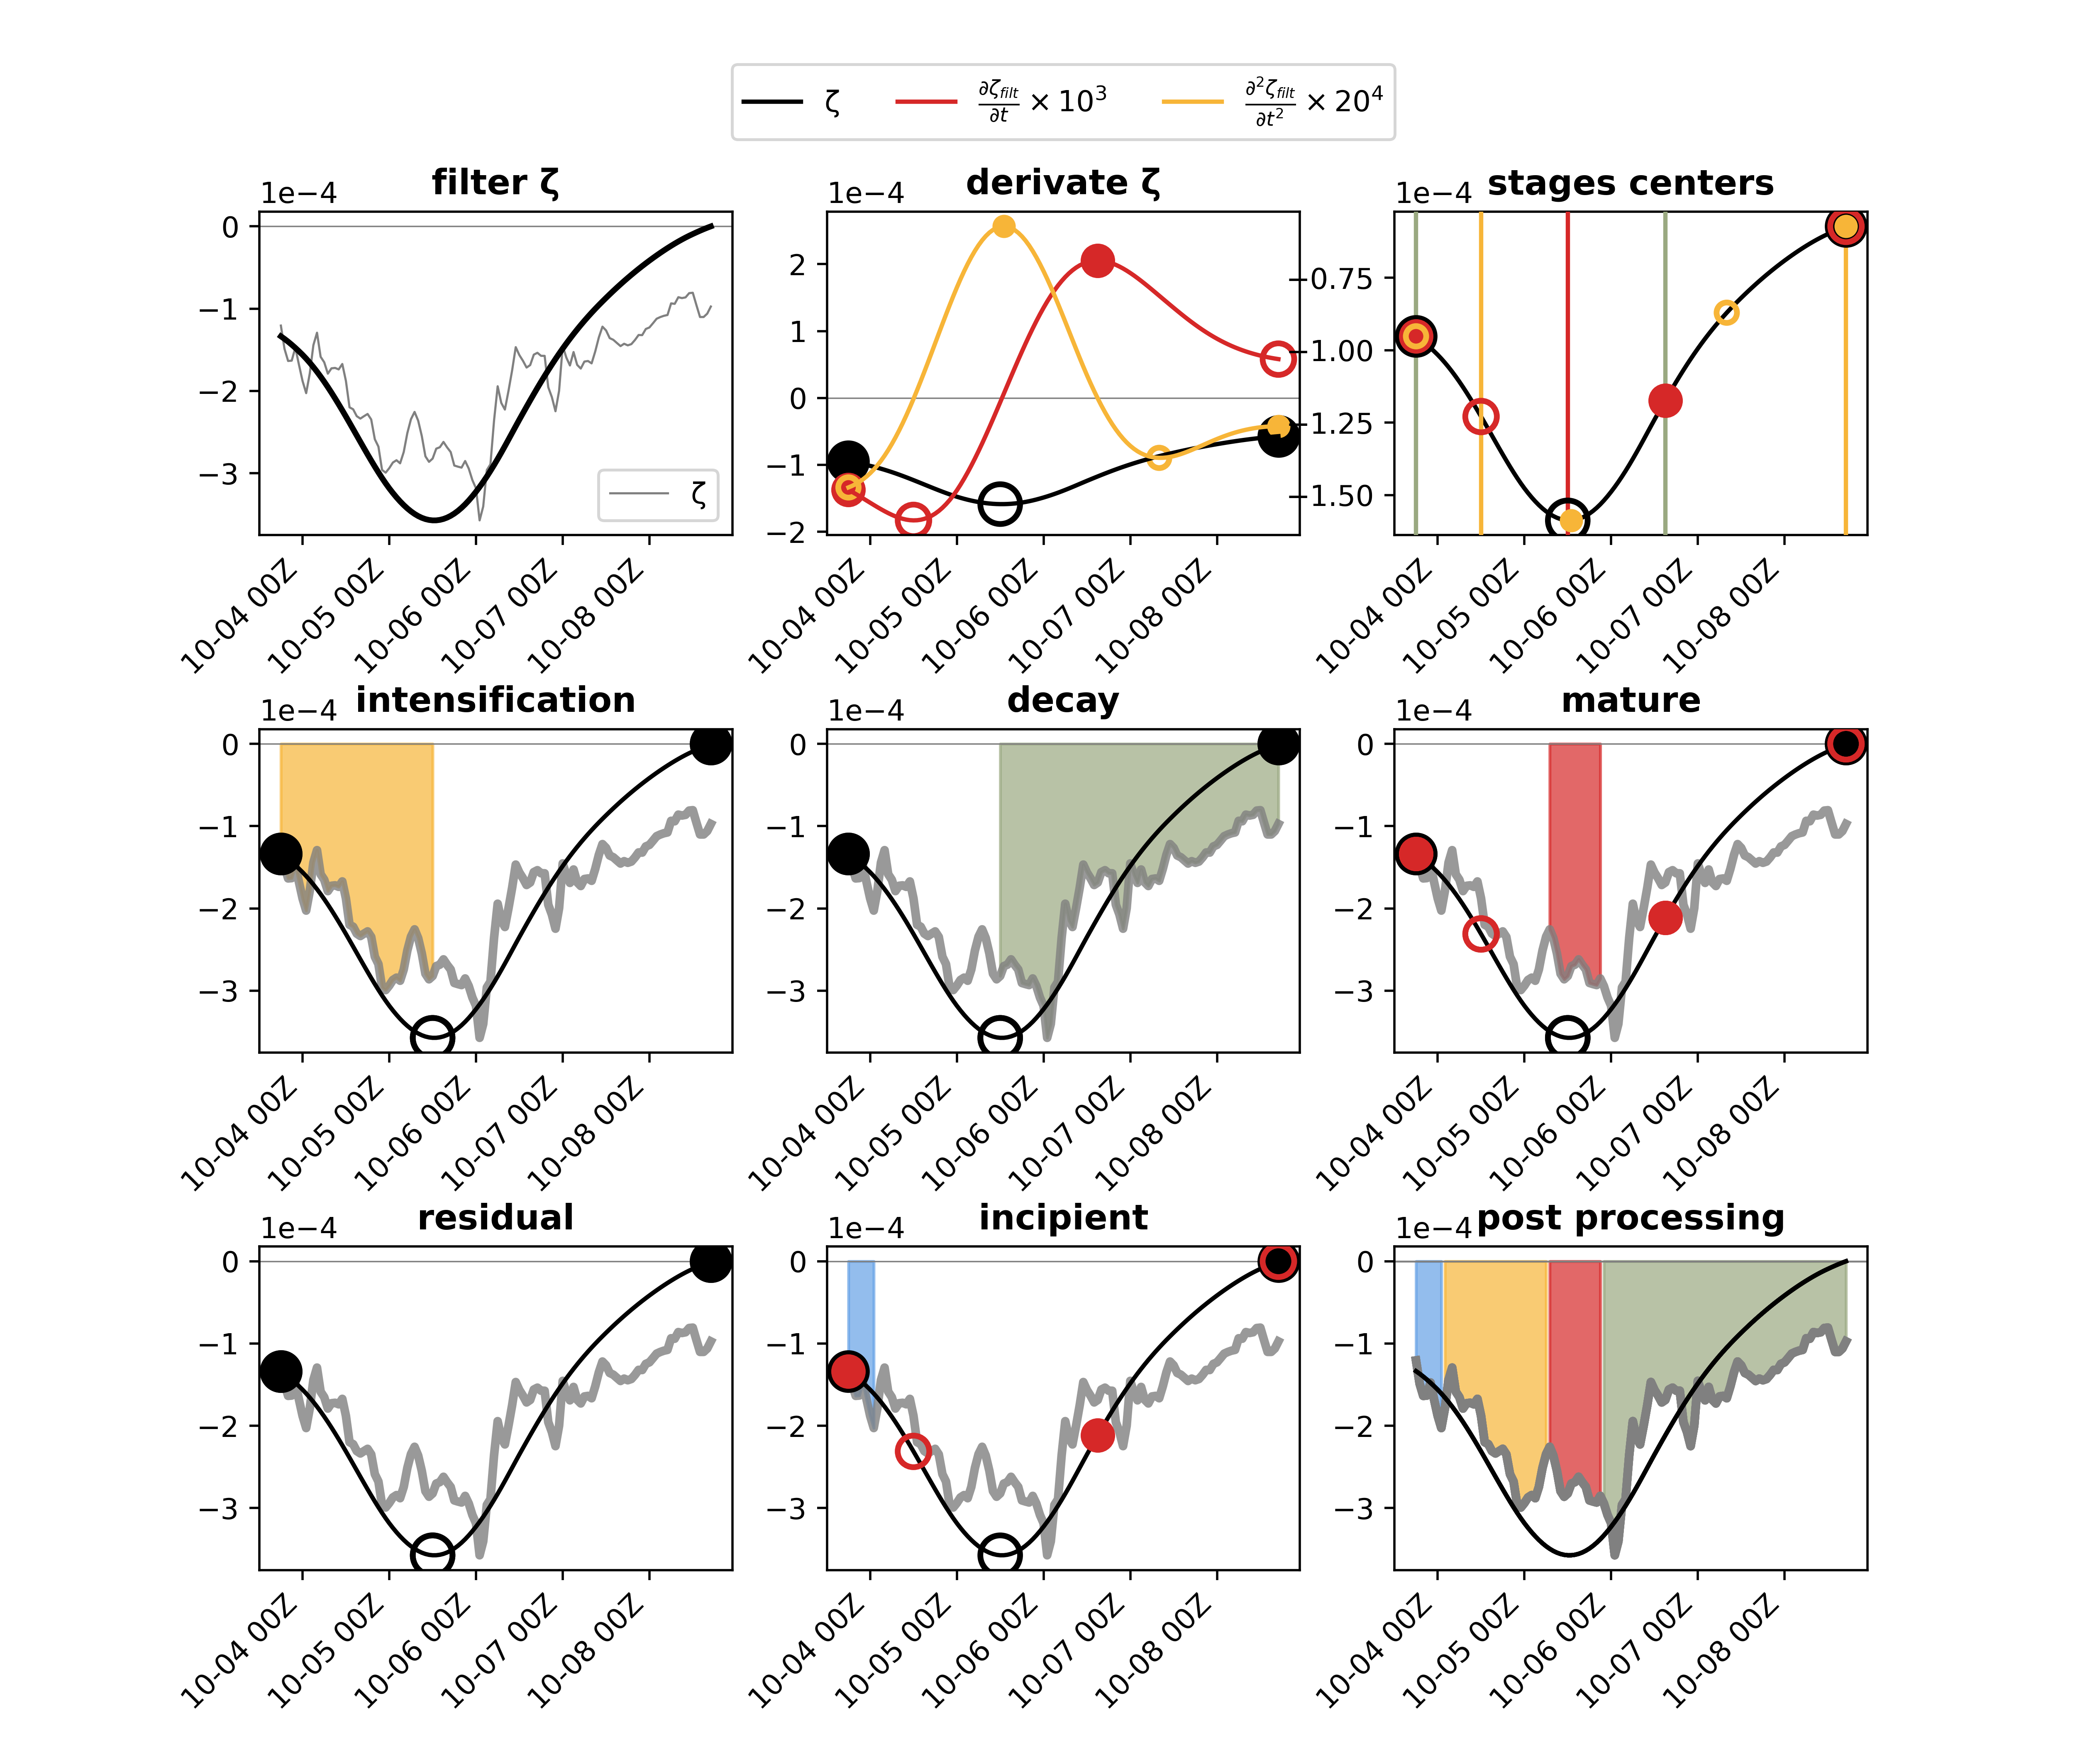 ζ ∂ζ_filt/∂t × 10³ ∂²ζ_filt/∂t² × 20⁴
filter ζ
1e−4
0
−1
−2
−3
ζ
10-04 00Z
10-05 00Z
10-06 00Z
10-07 00Z
10-08 00Z
derivate ζ
1e−4
2
1
0
−1
−2
10-04 00Z
10-05 00Z
10-06 00Z
10-07 00Z
10-08 00Z
stages centers
1e−4
−0.75
−1.00
−1.25
−1.50
10-04 00Z
10-05 00Z
10-06 00Z
10-07 00Z
10-08 00Z
intensification
1e−4
0
−1
−2
−3
10-04 00Z
10-05 00Z
10-06 00Z
10-07 00Z
10-08 00Z
decay
1e−4
0
−1
−2
−3
10-04 00Z
10-05 00Z
10-06 00Z
10-07 00Z
10-08 00Z
mature
1e−4
0
−1
−2
−3
10-04 00Z
10-05 00Z
10-06 00Z
10-07 00Z
10-08 00Z
residual
1e−4
0
−1
−2
−3
10-04 00Z
10-05 00Z
10-06 00Z
10-07 00Z
10-08 00Z
incipient
1e−4
0
−1
−2
−3
10-04 00Z
10-05 00Z
10-06 00Z
10-07 00Z
10-08 00Z
post processing
1e−4
0
−1
−2
−3
10-04 00Z
10-05 00Z
10-06 00Z
10-07 00Z
10-08 00Z